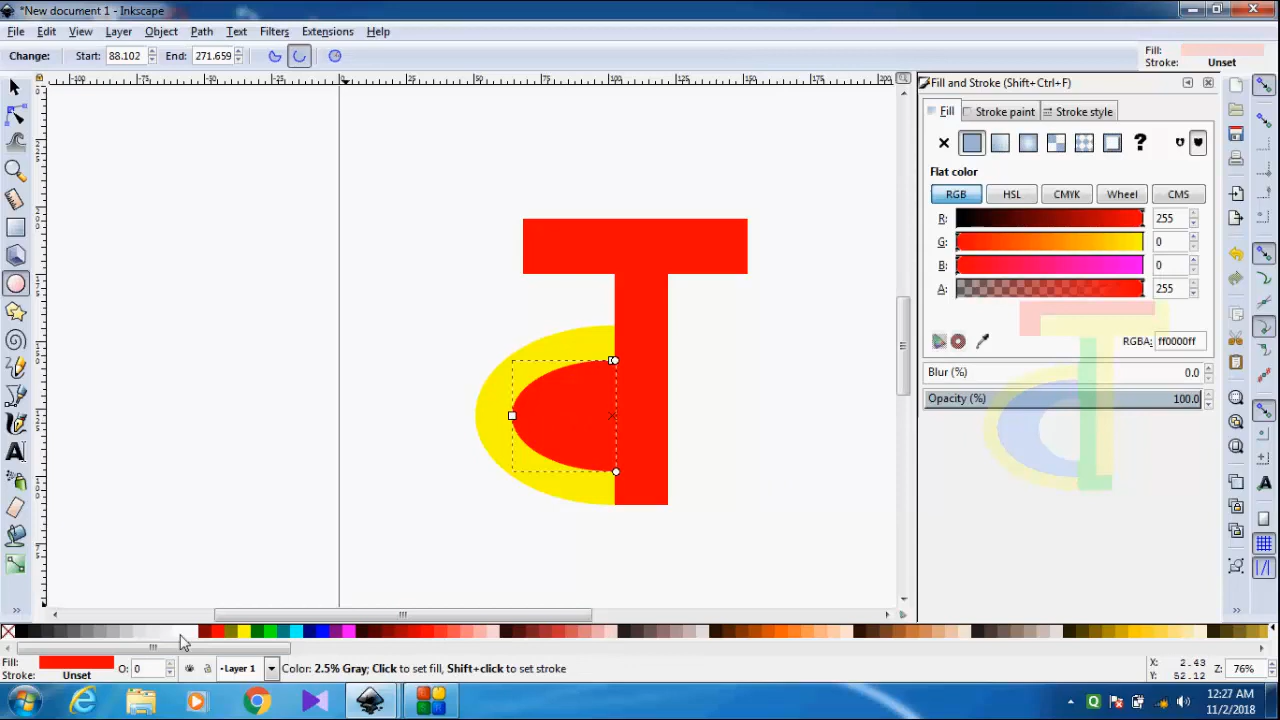 *New document 1 - Inkscape
File Edit View Layer Object Path Text Filters Extensions Help
Change: Start: 88.102 End: 271.659
Fill:
Stroke: Unset
Fill and Stroke (Shift+Ctrl+F)
Fill Stroke paint Stroke style
Flat color
RGB HSL CMYK Wheel CMS
R: 255
G: 0
B: 0
A: 255
RGBA: ff0000ff
Blur (%) 0.0
Opacity (%) 100.0
Fill:
Stroke: Unset
O: 0
Layer 1
Color: 2.5% Gray; Click to set fill, Shift+click to set stroke
X: 2.43
Y: 52.12
Z: 76%
12:27 AM
11/2/2018